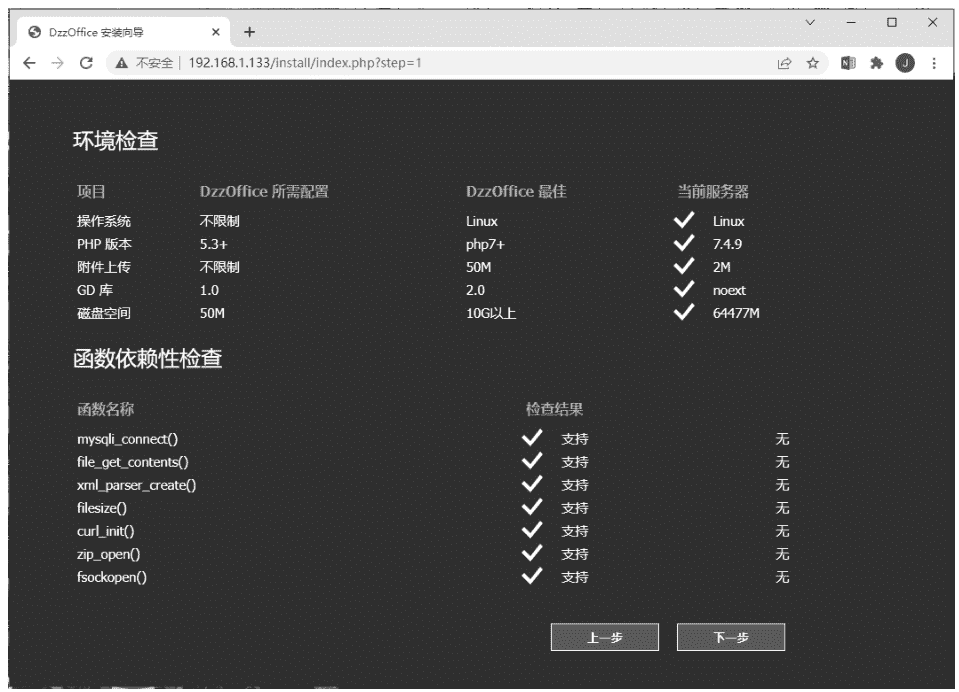 DzzOffice 安装向导
不安全 192.168.1.133/install/index.php?step=1
J
环境检查
项目 DzzOffice 所需配置 DzzOffice 最佳 当前服务器
操作系统 不限制 Linux Linux
PHP 版本 5.3+ php7+ 7.4.9
附件上传 不限制 50M 2M
GD 库 1.0 2.0 noext
磁盘空间 50M 10G以上 64477M
函数依赖性检查
函数名称 检查结果
mysqli_connect() 支持 无
file_get_contents() 支持 无
xml_parser_create() 支持 无
filesize() 支持 无
curl_init() 支持 无
zip_open() 支持 无
fsockopen() 支持 无
上一步 下一步